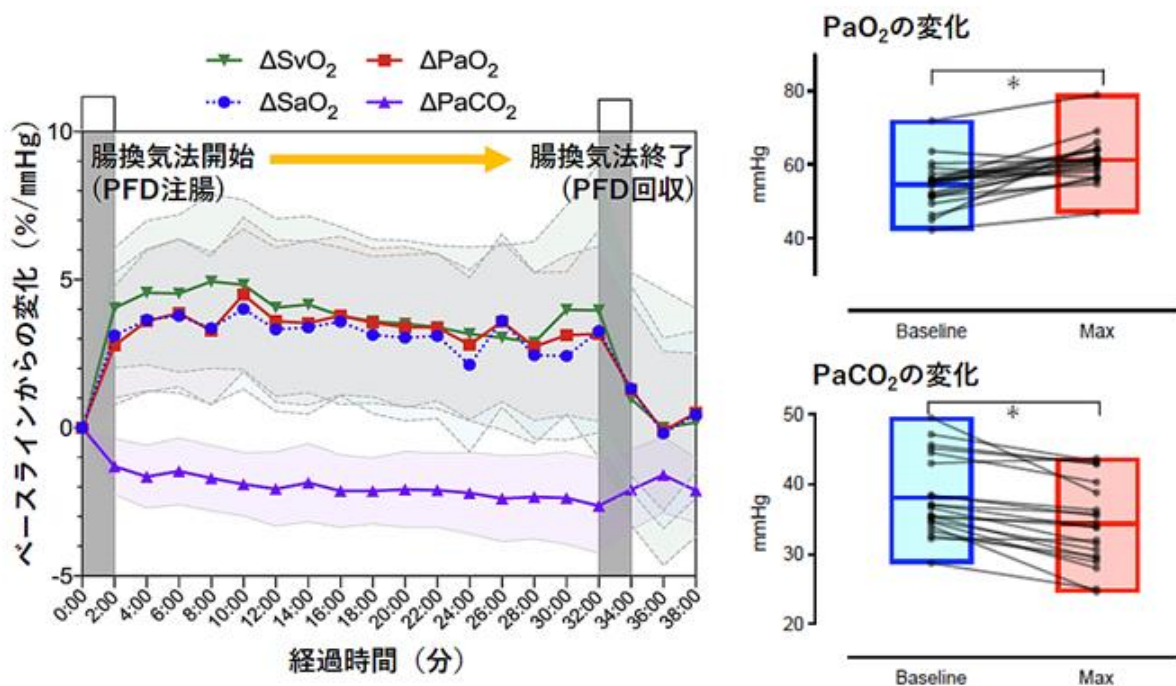 ΔSvO₂ ΔPaO₂
ΔSaO₂ ΔPaCO₂
ベースラインからの変化（%/㎜Hg）
10
5
0
-5
腸換気法開始
(PFD注腸)
腸換気法終了
(PFD回収)
0:00 2:00 4:00 6:00 8:00 10:00 12:00 14:00 16:00 18:00 20:00 22:00 24:00 26:00 28:00 30:00 32:00 34:00 36:00 38:00
経過時間（分）
PaO₂の変化
*
mmHg
80
60
40
Baseline Max
PaCO₂の変化
*
mmHg
50
40
30
20
Baseline Max